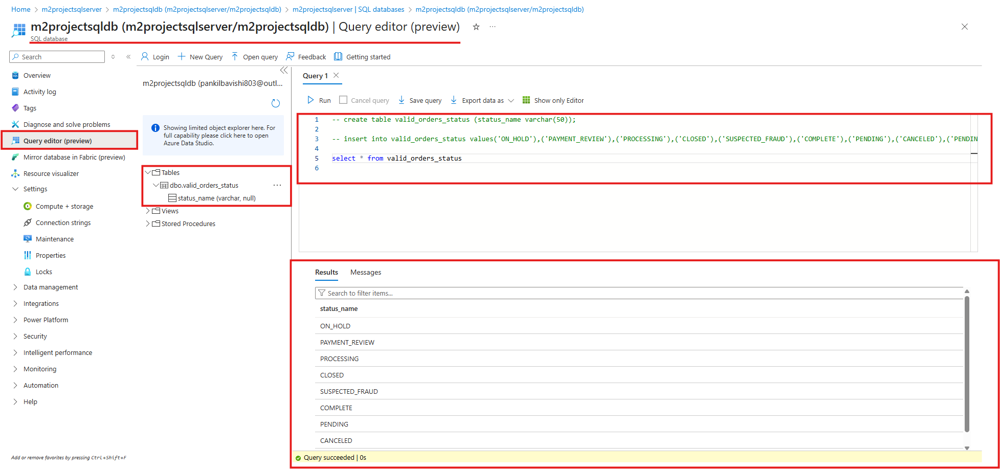 Home > m2projectsqlserver > m2projectsqldb (m2projectsqlserver/m2projectsqldb) > m2projectsqlserver | SQL databases > m2projectsqldb (m2projectsqlserver/m2projectsqldb)
m2projectsqldb (m2projectsqlserver/m2projectsqldb) | Query editor (preview)
SQL database
Search
Login
New Query
Open query
Feedback
Getting started
Overview
Activity log
Tags
Diagnose and solve problems
Query editor (preview)
Mirror database in Fabric (preview)
Resource visualizer
Settings
Compute + storage
Connection strings
Maintenance
Properties
Locks
Data management
Integrations
Power Platform
Security
Intelligent performance
Monitoring
Automation
Help
Add or remove favorites by pressing Ctrl+Shift+F
m2projectsqldb (pankilbavishi803@outl...
Showing limited object explorer here. For
full capability please click here to open
Azure Data Studio.
Tables
dbo.valid_orders_status
status_name (varchar, null)
Views
Stored Procedures
Query 1
Run
Cancel query
Save query
Export data as
Show only Editor
1 -- create table valid_orders_status (status_name varchar(50));
2
3 -- insert into valid_orders_status values('ON_HOLD'),('PAYMENT_REVIEW'),('PROCESSING'),('CLOSED'),('SUSPECTED_FRAUD'),('COMPLETE'),('PENDING'),('CANCELED'),('PENDIN
4
5 select * from valid_orders_status
6
Results
Messages
Search to filter items...
status_name
ON_HOLD
PAYMENT_REVIEW
PROCESSING
CLOSED
SUSPECTED_FRAUD
COMPLETE
PENDING
CANCELED
Query succeeded | 0s